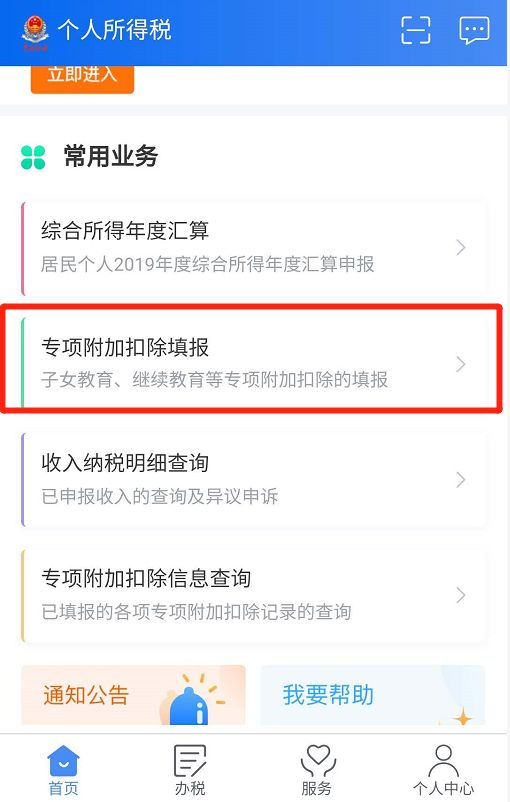 个人所得税
立即进入
常用业务
综合所得年度汇算
居民个人2019年度综合所得年度汇算申报
专项附加扣除填报
子女教育、继续教育等专项附加扣除的填报
收入纳税明细查询
已申报收入的查询及异议申诉
专项附加扣除信息查询
已填报的各项专项附加扣除记录的查询
通知公告
我要帮助
首页
办税
服务
个人中心